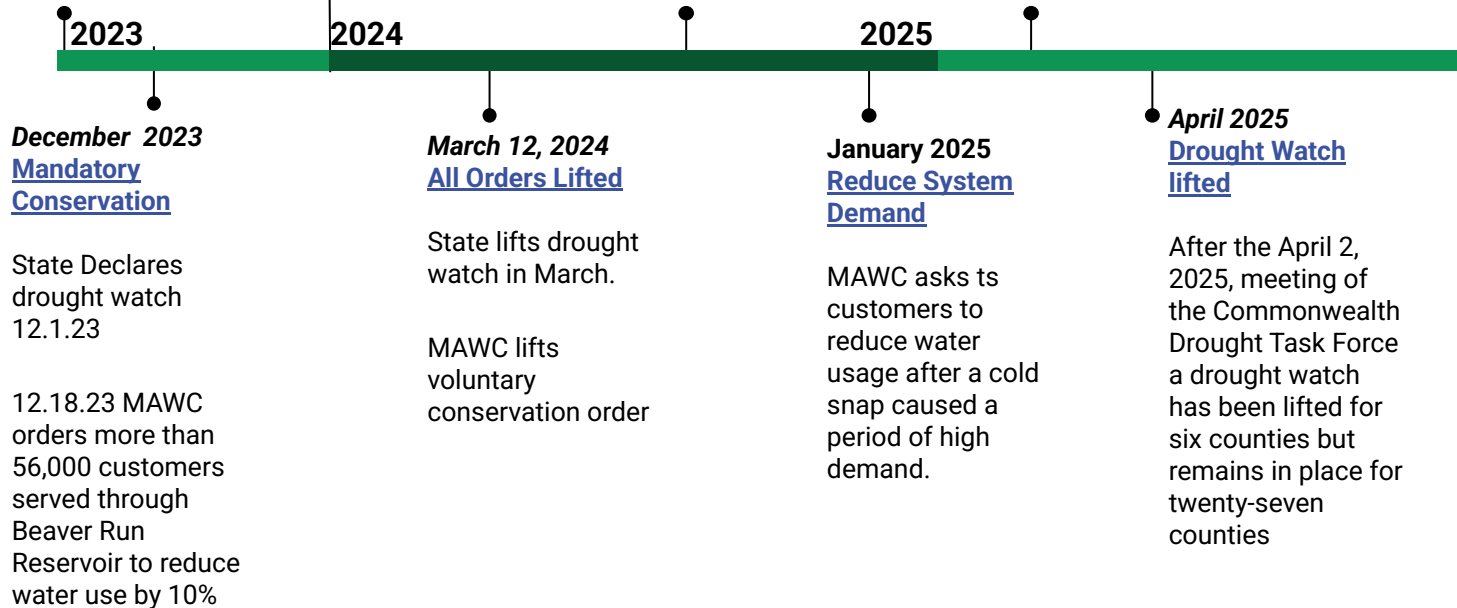 2023
2024
2025
December 2023
Mandatory
Conservation
State Declares
drought watch
12.1.23
12.18.23 MAWC
orders more than
56,000 customers
served through
Beaver Run
Reservoir to reduce
water use by 10%
March 12, 2024
All Orders Lifted
State lifts drought
watch in March.
MAWC lifts
voluntary
conservation order
January 2025
Reduce System
Demand
MAWC asks ts
customers to
reduce water
usage after a cold
snap caused a
period of high
demand.
April 2025
Drought Watch
lifted
After the April 2,
2025, meeting of
the Commonwealth
Drought Task Force
a drought watch
has been lifted for
six counties but
remains in place for
twenty-seven
counties